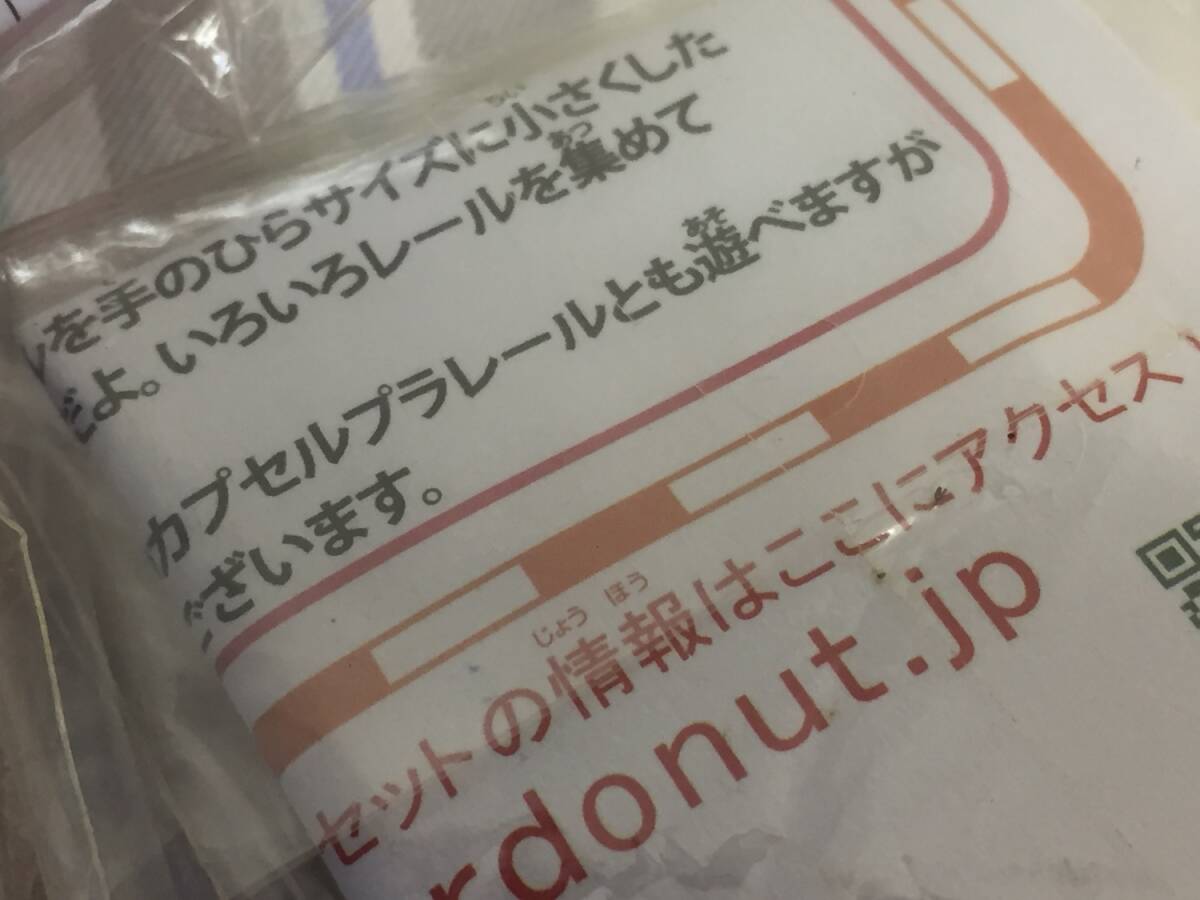 を手のひらサイズに小さくした
だよ。いろいろレールを集めて
カプセルプラレールとも遊べますが
ございます。
セットの情報はここにアクセス
rdonut.jp